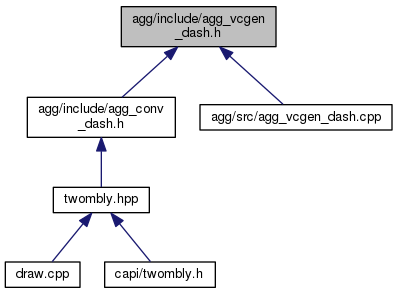 agg/include/agg_vcgen
_dash.h
agg/include/agg_conv
_dash.h
agg/src/agg_vcgen_dash.cpp
twombly.hpp
draw.cpp
capi/twombly.h